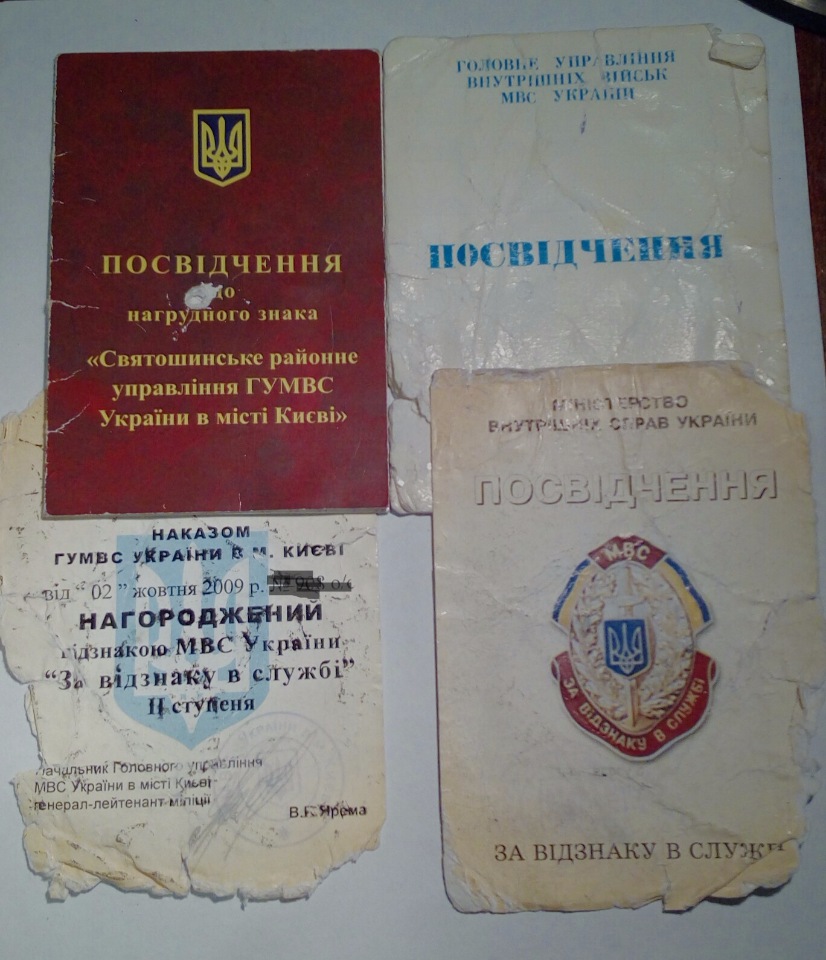 ПОСВІДЧЕННЯ
до
нагрудного знака
«Святошинське районне
управління ГУМВС
України в місті Києві»
ГОЛОВНЕ УПРАВЛІННЯ
ВНУТРІШНІХ ВІЙСЬК
МВС УКРАЇНИ
ПОСВІДЧЕННЯ
НАКАЗОМ
ГУМВС УКРАЇНИ В М. КИЄВІ
від “ 02 ” жовтня 2009 р. о/с
НАГОРОДЖЕНИЙ
відзнакою МВС України
“За відзнаку в службі”
II ступеня
Начальник Головного управління
МВС України в місті Києві
генерал-лейтенант міліції
Ярема
МІНІСТЕРСТВО
ВНУТРІШНІХ СПРАВ УКРАЇНИ
ПОСВІДЧЕННЯ
МВС
ЗА ВІДЗНАКУ В СЛУЖБІ
ЗА ВІДЗНАКУ В СЛУЖБІ